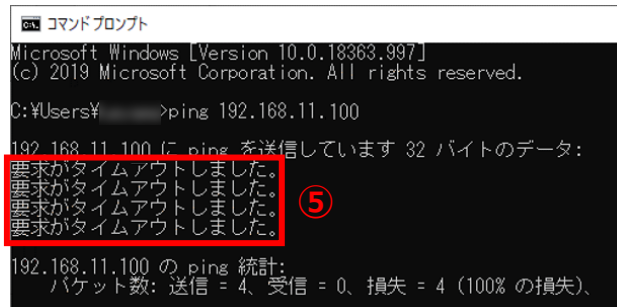 コマンド プロンプト
Microsoft Windows [Version 10.0.18363.997]
(c) 2019 Microsoft Corporation. All rights reserved.
C:¥Users¥ >ping 192.168.11.100
192.168.11.100 に ping を送信しています 32 バイトのデータ:
要求がタイムアウトしました。
要求がタイムアウトしました。
要求がタイムアウトしました。
要求がタイムアウトしました。
⑤
192.168.11.100 の ping 統計:
パケット数: 送信 = 4、受信 = 0、損失 = 4 (100% の損失)、